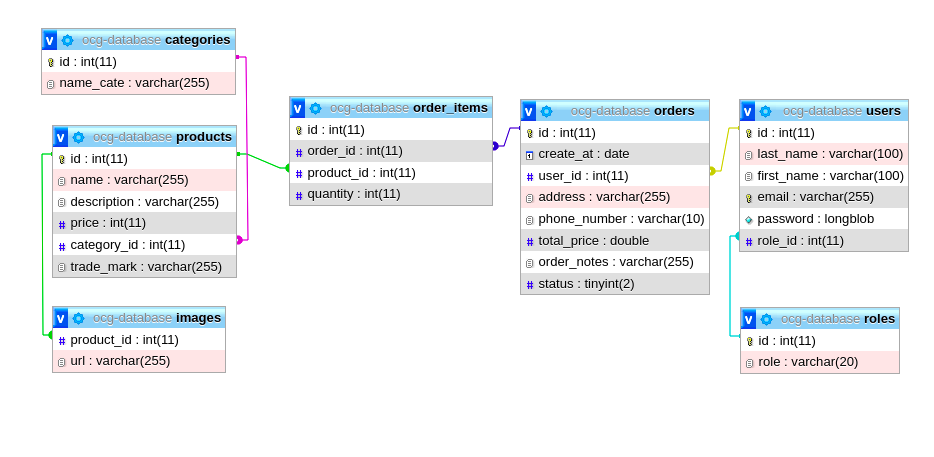 v ocg-database categories
id : int(11)
name_cate : varchar(255)
v ocg-database products
id : int(11)
name : varchar(255)
description : varchar(255)
price : int(11)
category_id : int(11)
trade_mark : varchar(255)
v ocg-database images
product_id : int(11)
url : varchar(255)
v ocg-database order_items
id : int(11)
order_id : int(11)
product_id : int(11)
quantity : int(11)
v ocg-database orders
id : int(11)
create_at : date
user_id : int(11)
address : varchar(255)
phone_number : varchar(10)
total_price : double
order_notes : varchar(255)
status : tinyint(2)
v ocg-database users
id : int(11)
last_name : varchar(100)
first_name : varchar(100)
email : varchar(255)
password : longblob
role_id : int(11)
v ocg-database roles
id : int(11)
role : varchar(20)